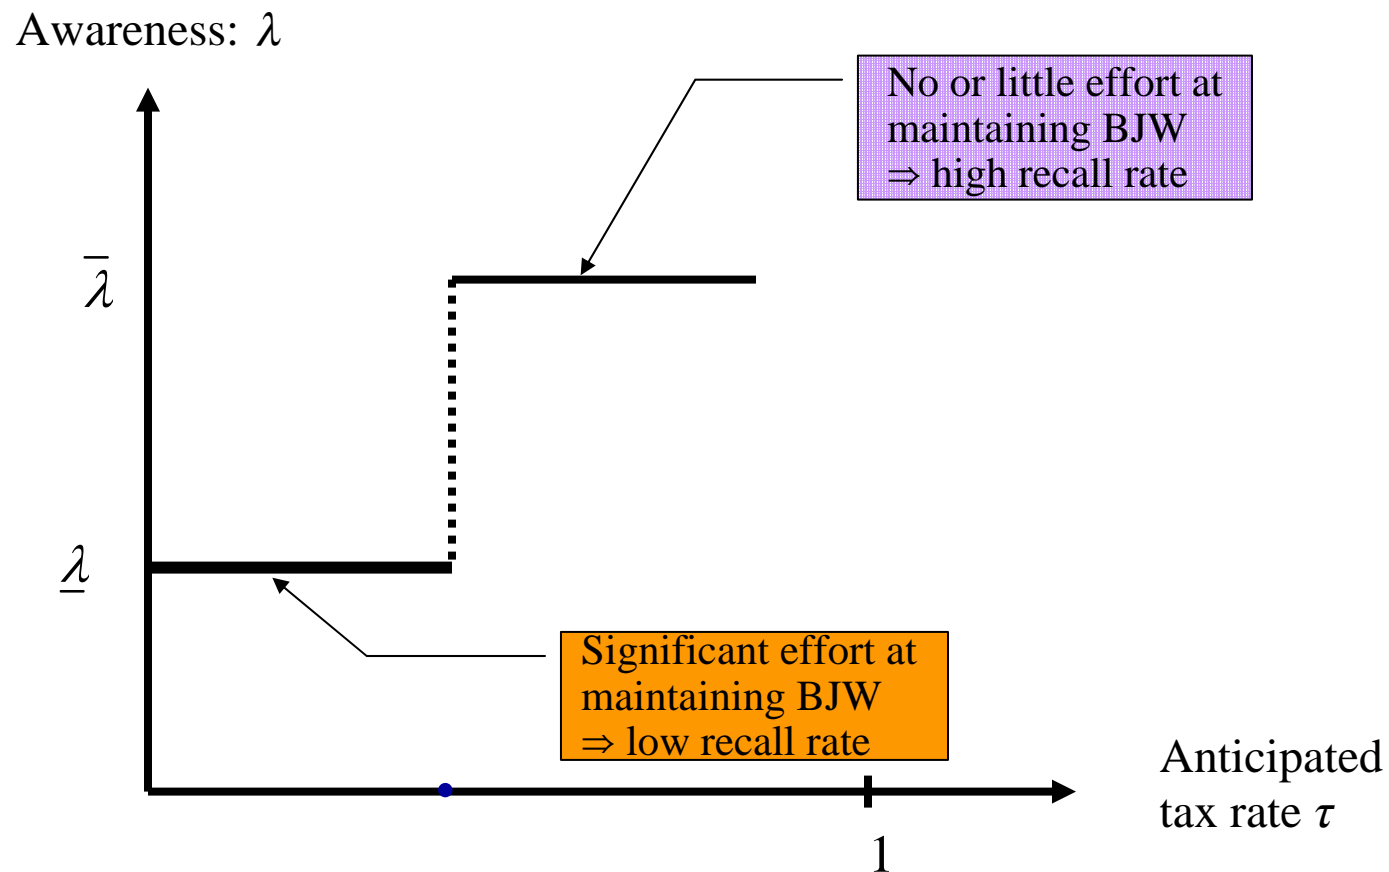 Awareness: λ
No or little effort at
maintaining BJW
⇒ high recall rate
λ̅
λ̲
Significant effort at
maintaining BJW
⇒ low recall rate
Anticipated
tax rate τ
1